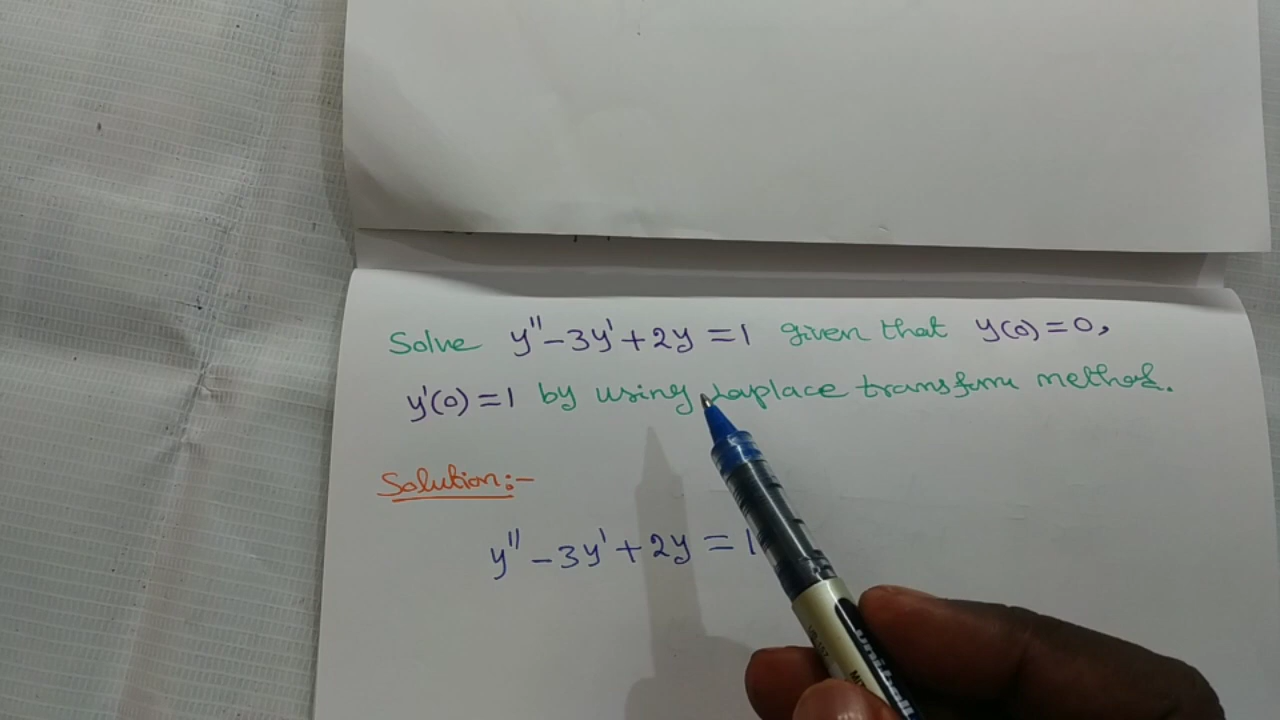 Solve y'' - 3y' + 2y = 1 given that y(0) = 0,
y'(0) = 1 by using Laplace transform method.
Solution:-
y'' - 3y' + 2y = 1